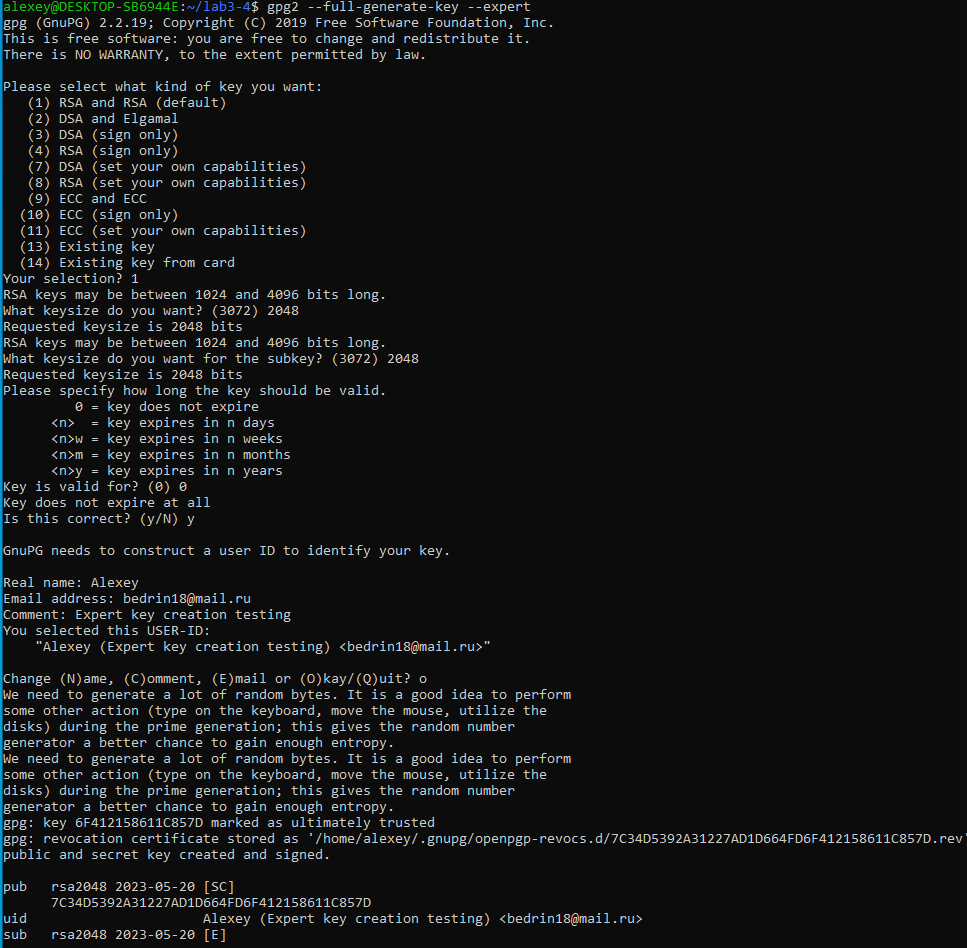 alexey@DESKTOP-SB6944E:~/lab3-4$ gpg2 --full-generate-key --expert
gpg (GnuPG) 2.2.19; Copyright (C) 2019 Free Software Foundation, Inc.
This is free software: you are free to change and redistribute it.
There is NO WARRANTY, to the extent permitted by law.

Please select what kind of key you want:
   (1) RSA and RSA (default)
   (2) DSA and Elgamal
   (3) DSA (sign only)
   (4) RSA (sign only)
   (7) DSA (set your own capabilities)
   (8) RSA (set your own capabilities)
   (9) ECC and ECC
  (10) ECC (sign only)
  (11) ECC (set your own capabilities)
  (13) Existing key
  (14) Existing key from card
Your selection? 1
RSA keys may be between 1024 and 4096 bits long.
What keysize do you want? (3072) 2048
Requested keysize is 2048 bits
RSA keys may be between 1024 and 4096 bits long.
What keysize do you want for the subkey? (3072) 2048
Requested keysize is 2048 bits
Please specify how long the key should be valid.
         0 = key does not expire
      <n>  = key expires in n days
      <n>w = key expires in n weeks
      <n>m = key expires in n months
      <n>y = key expires in n years
Key is valid for? (0) 0
Key does not expire at all
Is this correct? (y/N) y

GnuPG needs to construct a user ID to identify your key.

Real name: Alexey
Email address: bedrin18@mail.ru
Comment: Expert key creation testing
You selected this USER-ID:
    "Alexey (Expert key creation testing) <bedrin18@mail.ru>"

Change (N)ame, (C)omment, (E)mail or (O)kay/(Q)uit? o
We need to generate a lot of random bytes. It is a good idea to perform
some other action (type on the keyboard, move the mouse, utilize the
disks) during the prime generation; this gives the random number
generator a better chance to gain enough entropy.
We need to generate a lot of random bytes. It is a good idea to perform
some other action (type on the keyboard, move the mouse, utilize the
disks) during the prime generation; this gives the random number
generator a better chance to gain enough entropy.
gpg: key 6F412158611C857D marked as ultimately trusted
gpg: revocation certificate stored as '/home/alexey/.gnupg/openpgp-revocs.d/7C34D5392A31227AD1D664FD6F412158611C857D.rev'
public and secret key created and signed.

pub   rsa2048 2023-05-20 [SC]
      7C34D5392A31227AD1D664FD6F412158611C857D
uid                      Alexey (Expert key creation testing) <bedrin18@mail.ru>
sub   rsa2048 2023-05-20 [E]